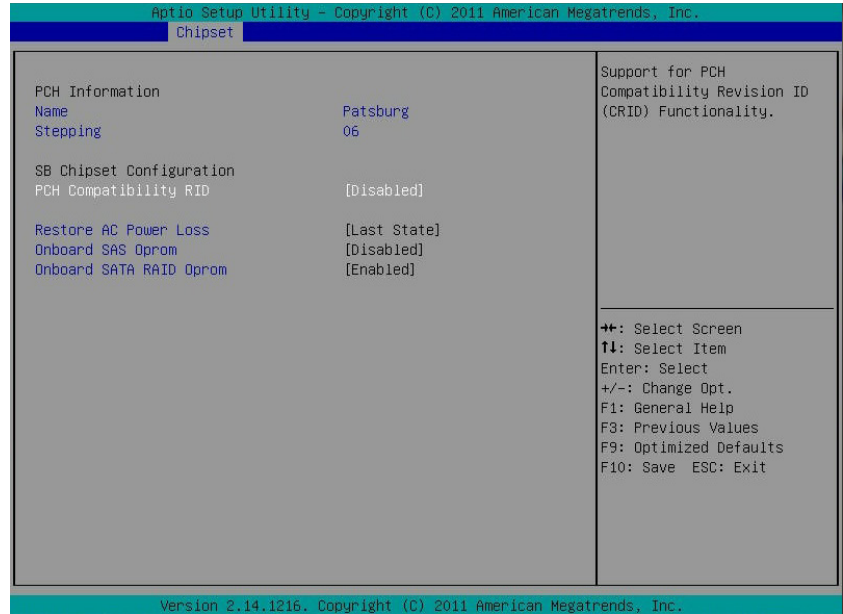 Aptio Setup Utility – Copyright (C) 2011 American Megatrends, Inc.
Chipset
PCH Information
Name Patsburg
Stepping 06
SB Chipset Configuration
PCH Compatibility RID [Disabled]
Restore AC Power Loss [Last State]
Onboard SAS Oprom [Disabled]
Onboard SATA RAID Oprom [Enabled]
Support for PCH
Compatibility Revision ID
(CRID) Functionality.
→←: Select Screen
↑↓: Select Item
Enter: Select
+/-: Change Opt.
F1: General Help
F3: Previous Values
F9: Optimized Defaults
F10: Save ESC: Exit
Version 2.14.1216. Copyright (C) 2011 American Megatrends, Inc.